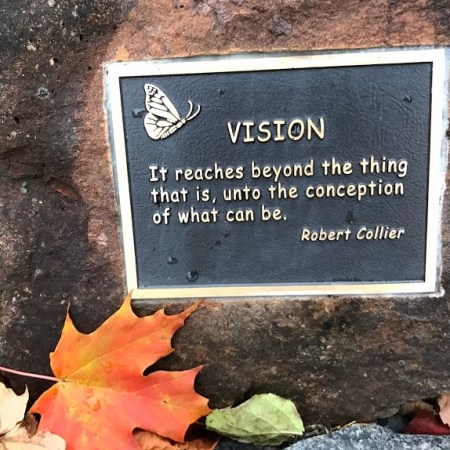 VISION
It reaches beyond the thing
that is, unto the conception
of what can be.
Robert Collier